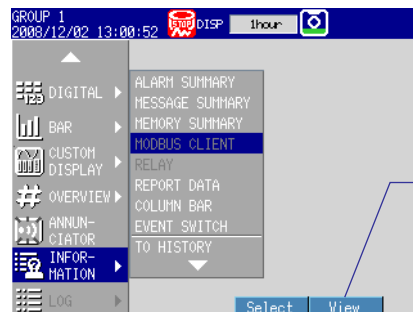 GROUP 1
2008/12/02 13:00:52 STOP DISP 1hour
123 DIGITAL
BAR
CUSTOM
DISPLAY
# OVERVIEW
ANNUN-
CIATOR
INFOR-
MATION
LOG
ALARM SUMMARY
MESSAGE SUMMARY
MEMORY SUMMARY
MODBUS CLIENT
RELAY
REPORT DATA
COLUMN BAR
EVENT SWITCH
TO HISTORY
Select View